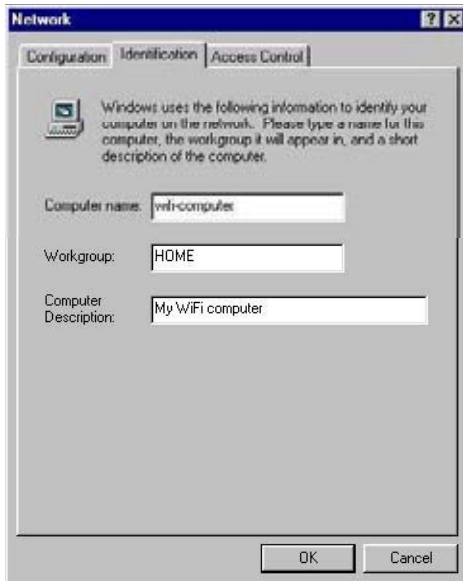 Network
Configuration Identification Access Control
Windows uses the following information to identify your
computer on the network. Please type a name for this
computer, the workgroup it will appear in, and a short
description of the computer.
Computer name: wifi-computer
Workgroup: HOME
Computer
Description: My WiFi computer
OK Cancel